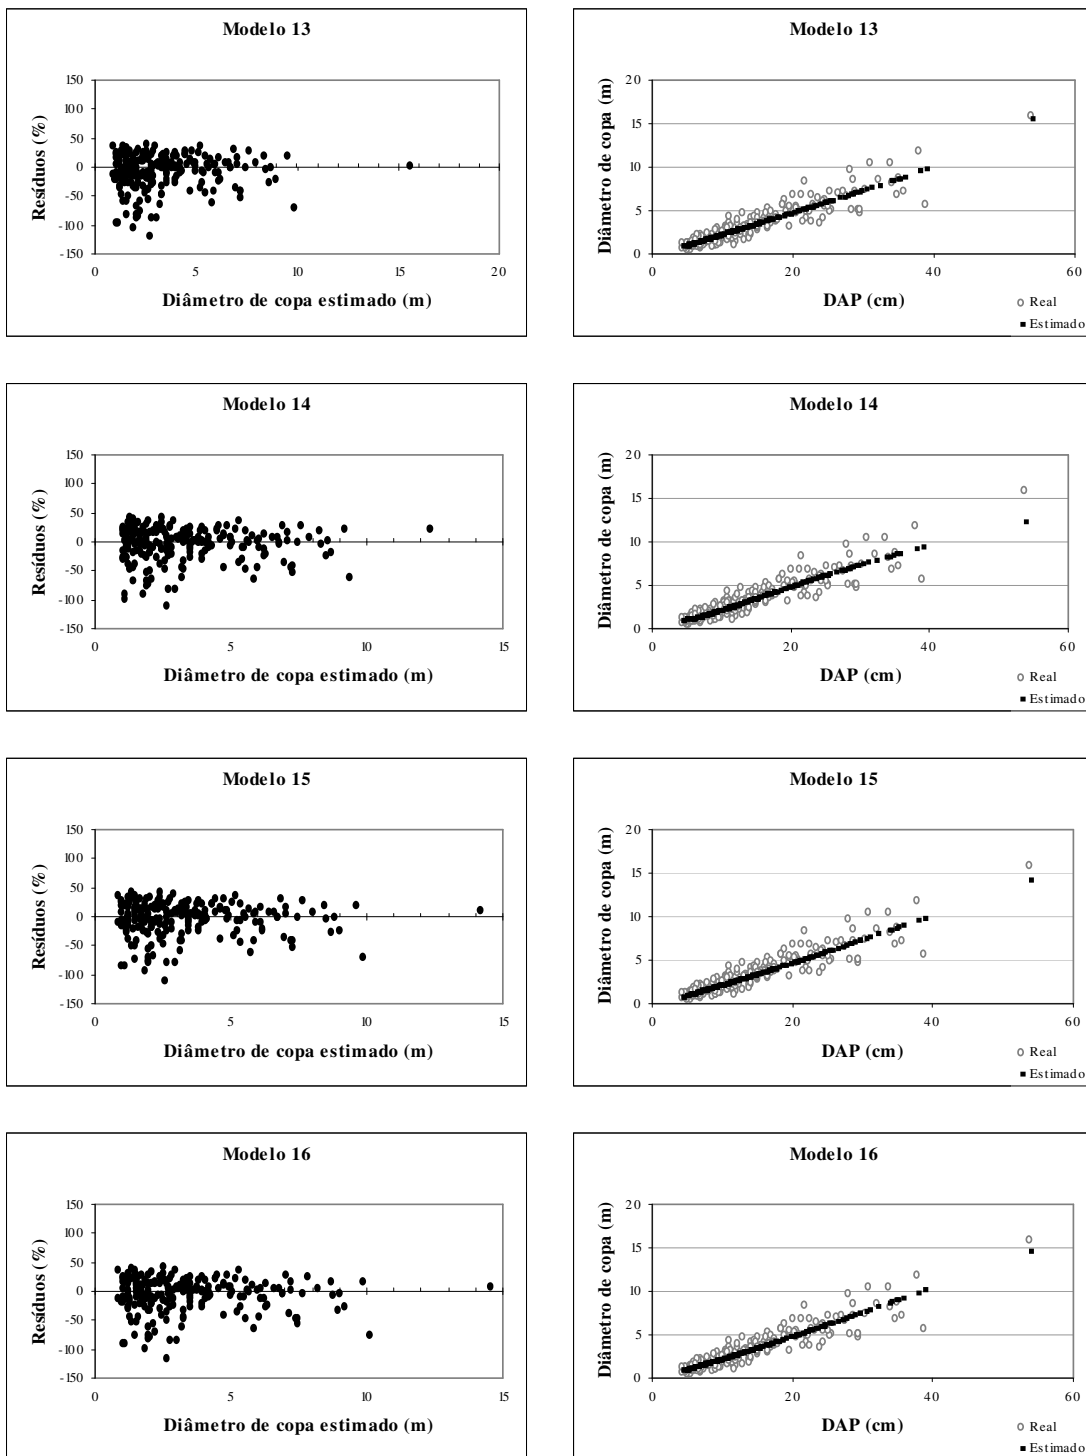 Modelo 13
Resíduos (%)
150
100
50
0
-50
-100
-150
0 5 10 15 20
Diâmetro de copa estimado (m)
Modelo 13
Diâmetro de copa (m)
20
15
10
5
0
0 20 40 60
DAP (cm)
Real
Estimado
Modelo 14
Resíduos (%)
150
100
50
0
-50
-100
-150
0 5 10 15
Diâmetro de copa estimado (m)
Modelo 14
Diâmetro de copa (m)
20
15
10
5
0
0 20 40 60
DAP (cm)
Real
Estimado
Modelo 15
Resíduos (%)
150
100
50
0
-50
-100
-150
0 5 10 15
Diâmetro de copa estimado (m)
Modelo 15
Diâmetro de copa (m)
20
15
10
5
0
0 20 40 60
DAP (cm)
Real
Estimado
Modelo 16
Resíduos (%)
150
100
50
0
-50
-100
-150
0 5 10 15
Diâmetro de copa estimado (m)
Modelo 16
Diâmetro de copa (m)
20
15
10
5
0
0 20 40 60
DAP (cm)
Real
Estimado